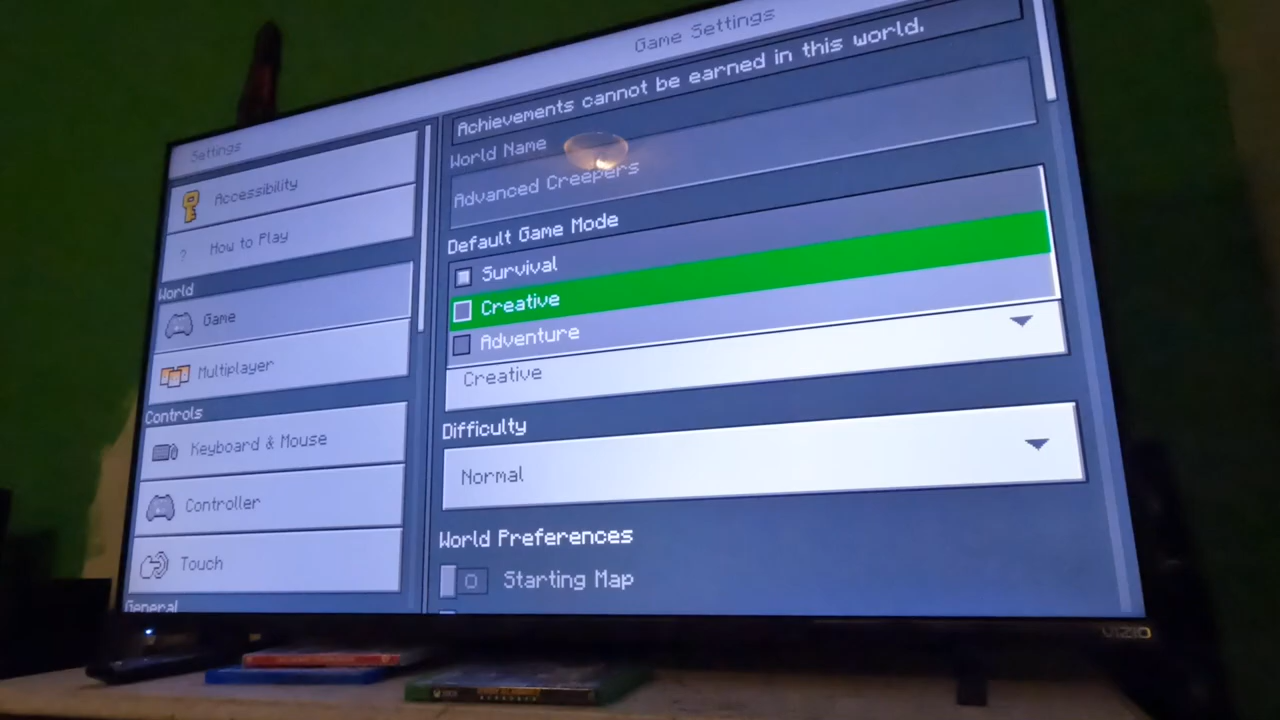 Game Settings
Settings
Accessibility
How to Play
World
Game
Multiplayer
Controls
Keyboard & Mouse
Controller
Touch
General
Achievements cannot be earned in this world.
World Name
Advanced Creepers
Default Game Mode
Survival
Creative
Adventure
Creative
Difficulty
Normal
World Preferences
Starting Map
VIZIO